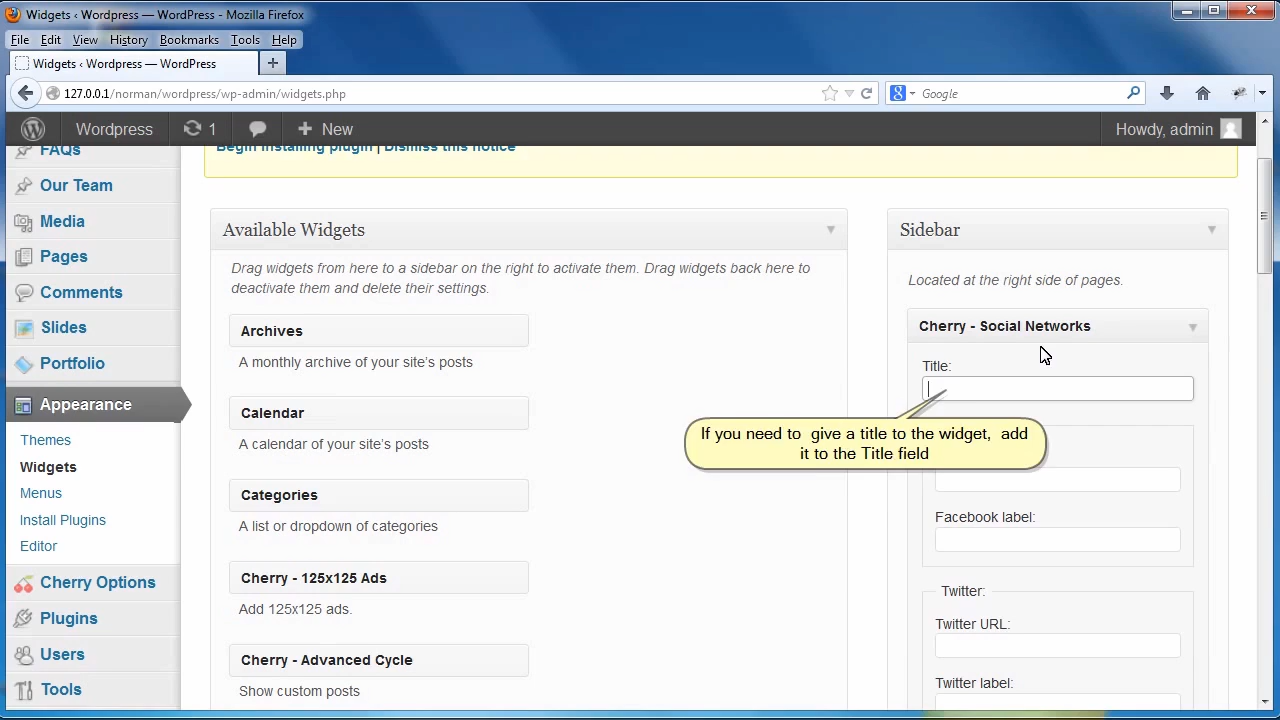 Widgets ‹ Wordpress — WordPress - Mozilla Firefox
File Edit View History Bookmarks Tools Help
Widgets ‹ Wordpress — WordPress
127.0.0.1/norman/wordpress/wp-admin/widgets.php
Google
Wordpress 1 New Howdy, admin
FAQs
Our Team
Media
Pages
Comments
Slides
Portfolio
Appearance
Themes
Widgets
Menus
Install Plugins
Editor
Cherry Options
Plugins
Users
Tools
Begin installing plugin | Dismiss this notice
Available Widgets
Drag widgets from here to a sidebar on the right to activate them. Drag widgets back here to
deactivate them and delete their settings.
Archives
A monthly archive of your site's posts
Calendar
A calendar of your site's posts
Categories
A list or dropdown of categories
Cherry - 125x125 Ads
Add 125x125 ads.
Cherry - Advanced Cycle
Show custom posts
Sidebar
Located at the right side of pages.
Cherry - Social Networks
Title:
If you need to give a title to the widget, add
it to the Title field
Facebook label:
Twitter:
Twitter URL:
Twitter label: